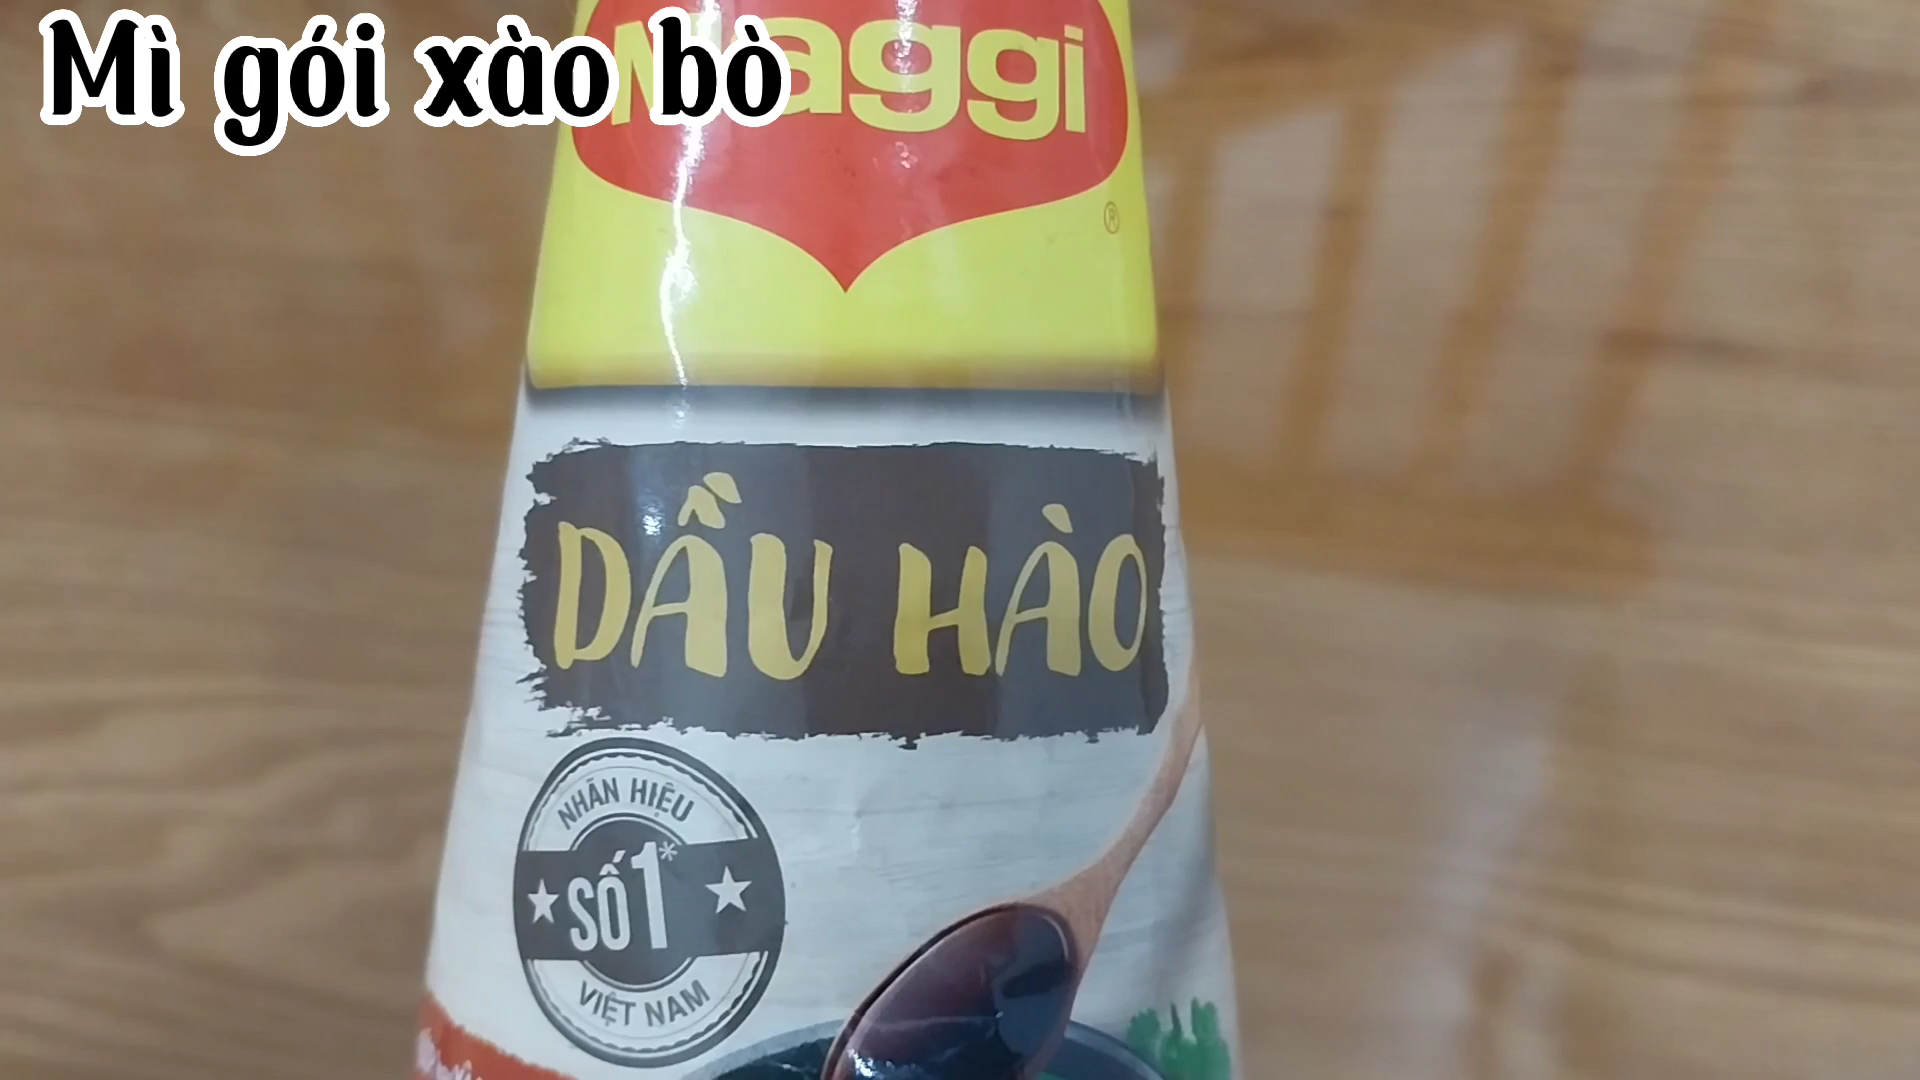 Mì gói xào bò
Maggi
®
DẦU HÀO
NHÃN HIỆU
SỐ 1*
VIỆT NAM